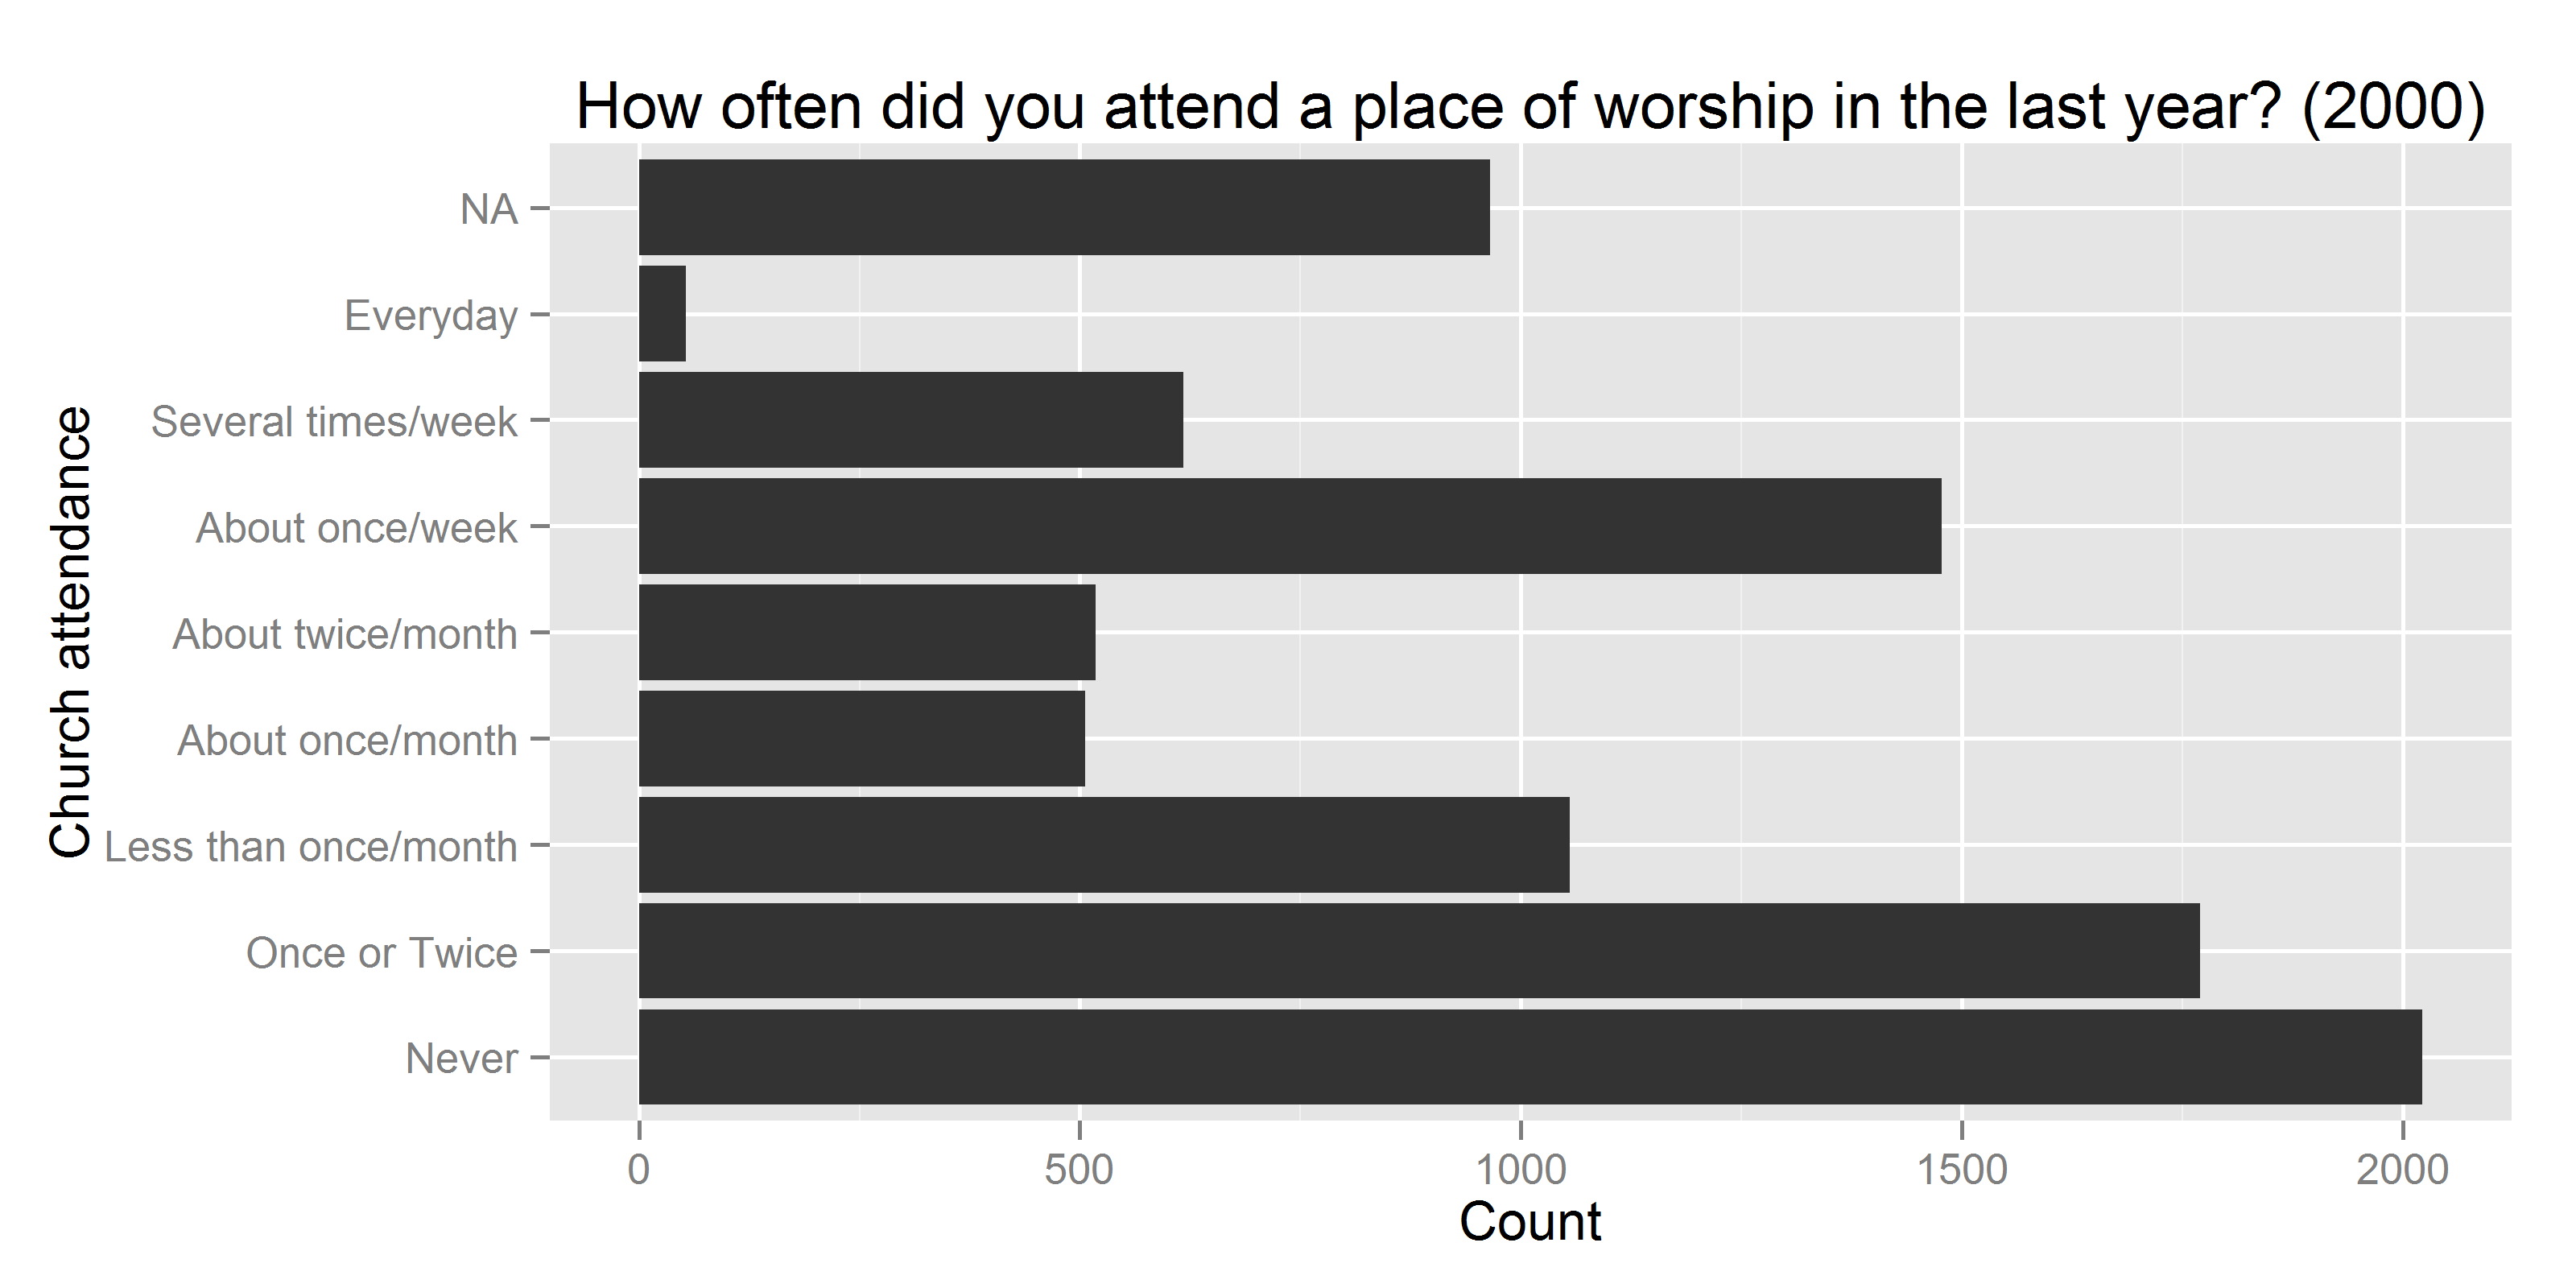 How often did you attend a place of worship in the last year? (2000)
Church attendance
NA
Everyday
Several times/week
About once/week
About twice/month
About once/month
Less than once/month
Once or Twice
Never
0 500 1000 1500 2000
Count